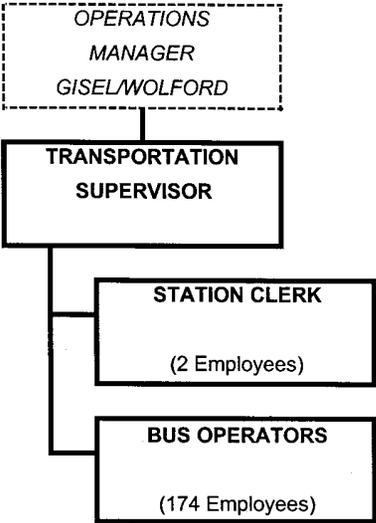 OPERATIONS
MANAGER
GISEL/WOLFORD
TRANSPORTATION
SUPERVISOR
STATION CLERK
(2 Employees)
BUS OPERATORS
(174 Employees)